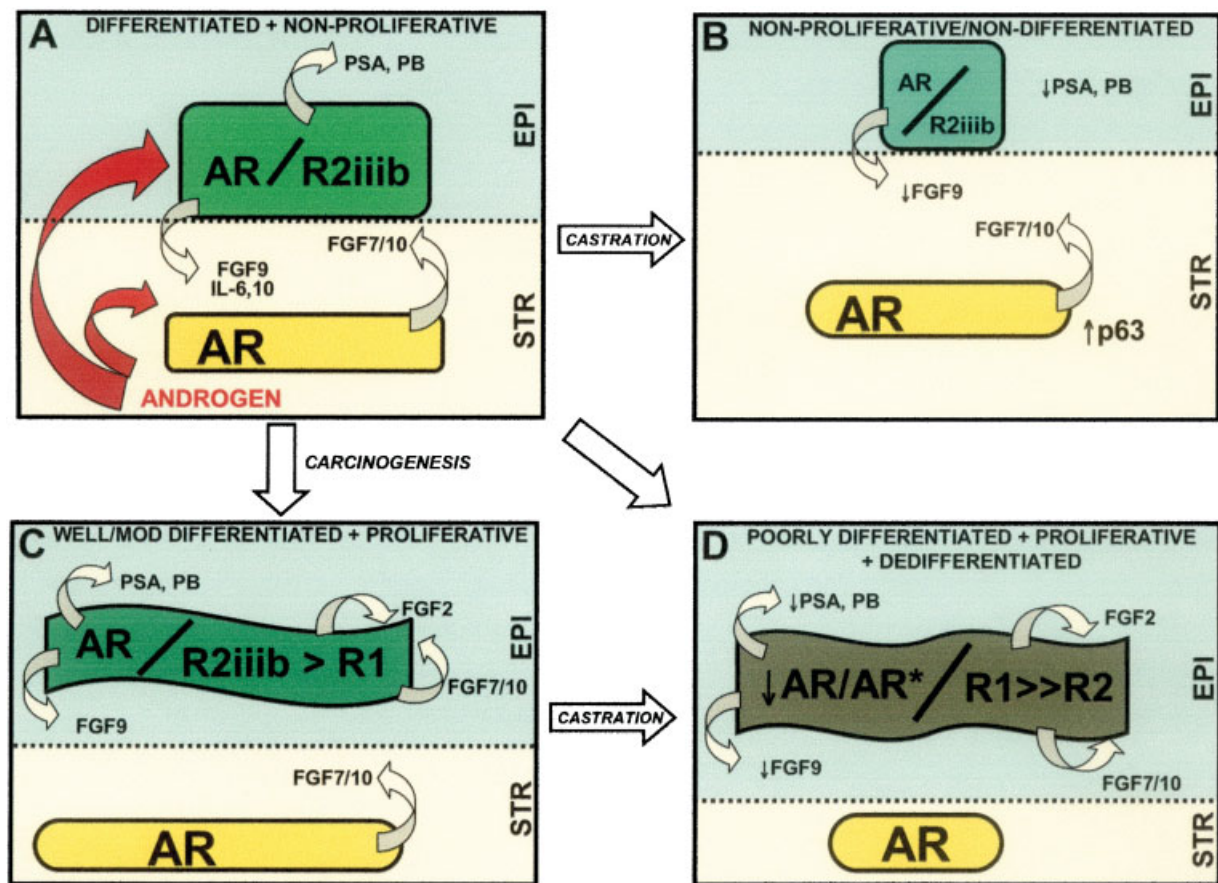 A
DIFFERENTIATED + NON-PROLIFERATIVE
PSA, PB
EPI
AR / R2iiib
FGF7/10
FGF9
IL-6,10
AR
STR
ANDROGEN
CASTRATION
B
NON-PROLIFERATIVE/NON-DIFFERENTIATED
AR
R2iiib
↓PSA, PB
EPI
↓FGF9
FGF7/10
AR
↑p63
STR
CARCINOGENESIS
C
WELL/MOD DIFFERENTIATED + PROLIFERATIVE
PSA, PB
FGF2
AR / R2iiib > R1
EPI
FGF7/10
FGF9
FGF7/10
AR
STR
CASTRATION
D
POORLY DIFFERENTIATED + PROLIFERATIVE
+ DEDIFFERENTIATED
↓PSA, PB
FGF2
↓AR/AR* / R1>>R2
EPI
↓FGF9
FGF7/10
AR
STR